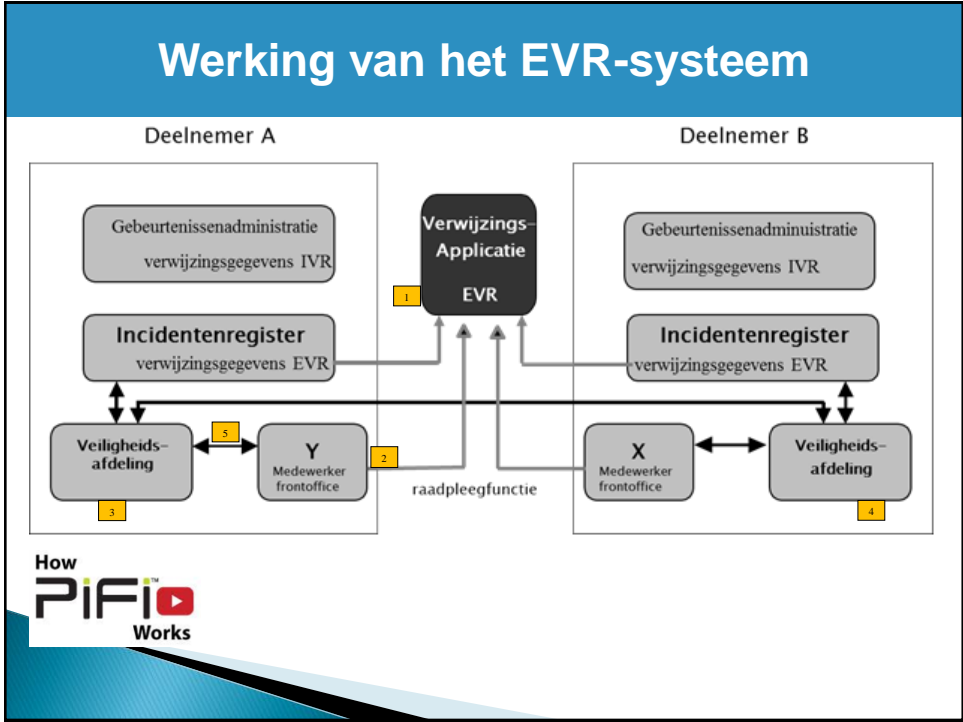 Werking van het EVR-systeem
Deelnemer A
Deelnemer B
Gebeurtenissenadministratie
verwijzingsgegevens IVR
Verwijzings-
Applicatie
EVR
1
Gebeurtenissenadminuistratie
verwijzingsgegevens IVR
Incidentenregister
verwijzingsgegevens EVR
Incidentenregister
verwijzingsgegevens EVR
Veiligheids-
afdeling
3
5
Y
Medewerker
frontoffice
2
raadpleegfunctie
X
Medewerker
frontoffice
Veiligheids-
afdeling
4
How
PiFi™
Works